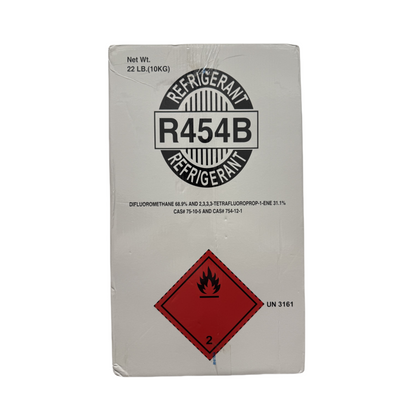 Net Wt.
22 LB.(10KG)
REFRIGERANT
R454B
REFRIGERANT
DIFLUOROMETHANE 68.9% AND 2,3,3,3-TETRAFLUOROPROP-1-ENE 31.1%
CAS# 75-10-5 AND CAS# 754-12-1
UN 3161
2